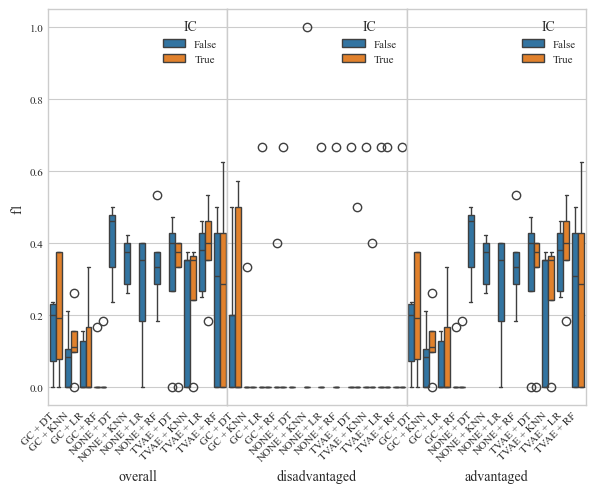 f1
1.0
0.8
0.6
0.4
0.2
0.0
IC
False
True
IC
False
True
IC
False
True
GC + DT
GC + KNN
GC + LR
GC + RF
NONE + DT
NONE + KNN
NONE + LR
NONE + RF
TVAE + DT
TVAE + KNN
TVAE + LR
TVAE + RF
GC + DT
GC + KNN
GC + LR
GC + RF
NONE + DT
NONE + KNN
NONE + LR
NONE + RF
TVAE + DT
TVAE + KNN
TVAE + LR
TVAE + RF
GC + DT
GC + KNN
GC + LR
GC + RF
NONE + DT
NONE + KNN
NONE + LR
NONE + RF
TVAE + DT
TVAE + KNN
TVAE + LR
TVAE + RF
overall
disadvantaged
advantaged